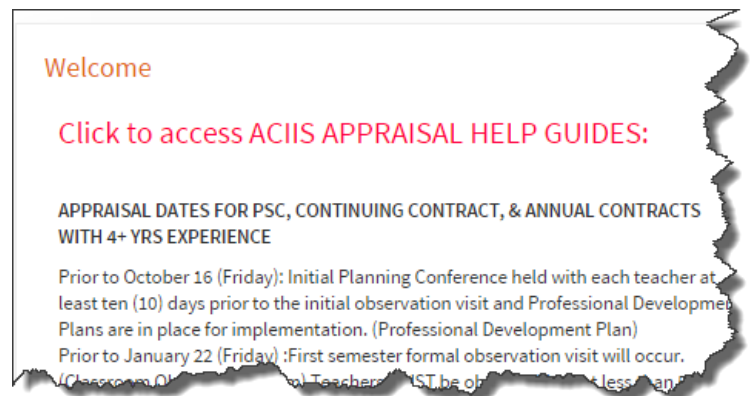 Welcome
Click to access ACIIS APPRAISAL HELP GUIDES:
APPRAISAL DATES FOR PSC, CONTINUING CONTRACT, & ANNUAL CONTRACTS
WITH 4+ YRS EXPERIENCE
Prior to October 16 (Friday): Initial Planning Conference held with each teacher at
least ten (10) days prior to the initial observation visit and Professional Developme
Plans are in place for implementation. (Professional Development Plan)
Prior to January 22 (Friday) :First semester formal observation visit will occur.
(Classroom Teachers be